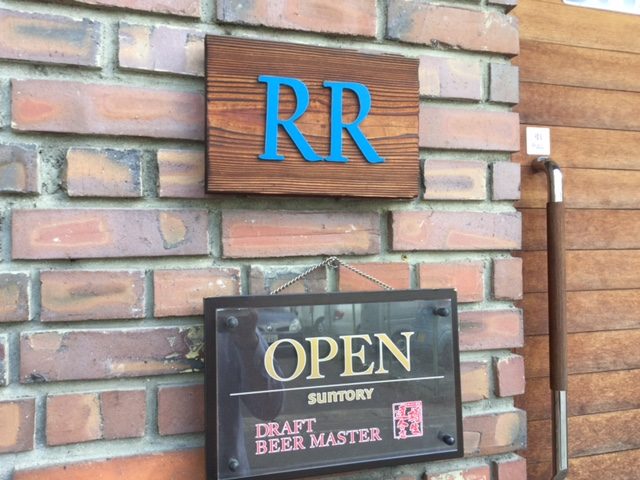 RR
OPEN
SUNTORY
DRAFT
BEER MASTER